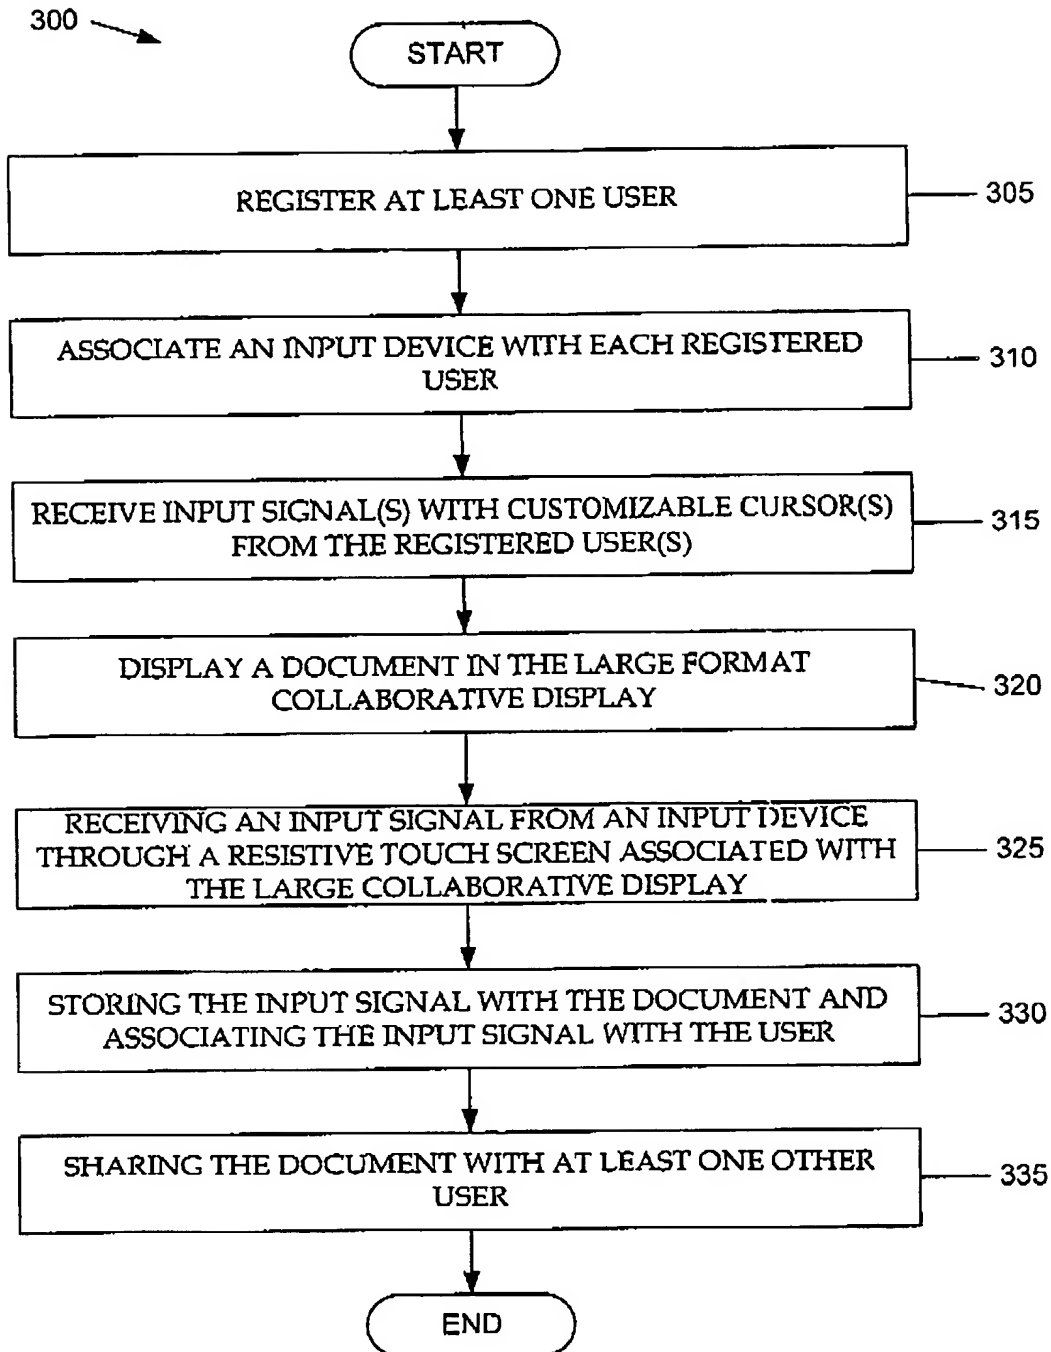 300
START
REGISTER AT LEAST ONE USER
305
ASSOCIATE AN INPUT DEVICE WITH EACH REGISTERED
USER
310
RECEIVE INPUT SIGNAL(S) WITH CUSTOMIZABLE CURSOR(S)
FROM THE REGISTERED USER(S)
315
DISPLAY A DOCUMENT IN THE LARGE FORMAT
COLLABORATIVE DISPLAY
320
RECEIVING AN INPUT SIGNAL FROM AN INPUT DEVICE
THROUGH A RESISTIVE TOUCH SCREEN ASSOCIATED WITH
THE LARGE COLLABORATIVE DISPLAY
325
STORING THE INPUT SIGNAL WITH THE DOCUMENT AND
ASSOCIATING THE INPUT SIGNAL WITH THE USER
330
SHARING THE DOCUMENT WITH AT LEAST ONE OTHER
USER
335
END